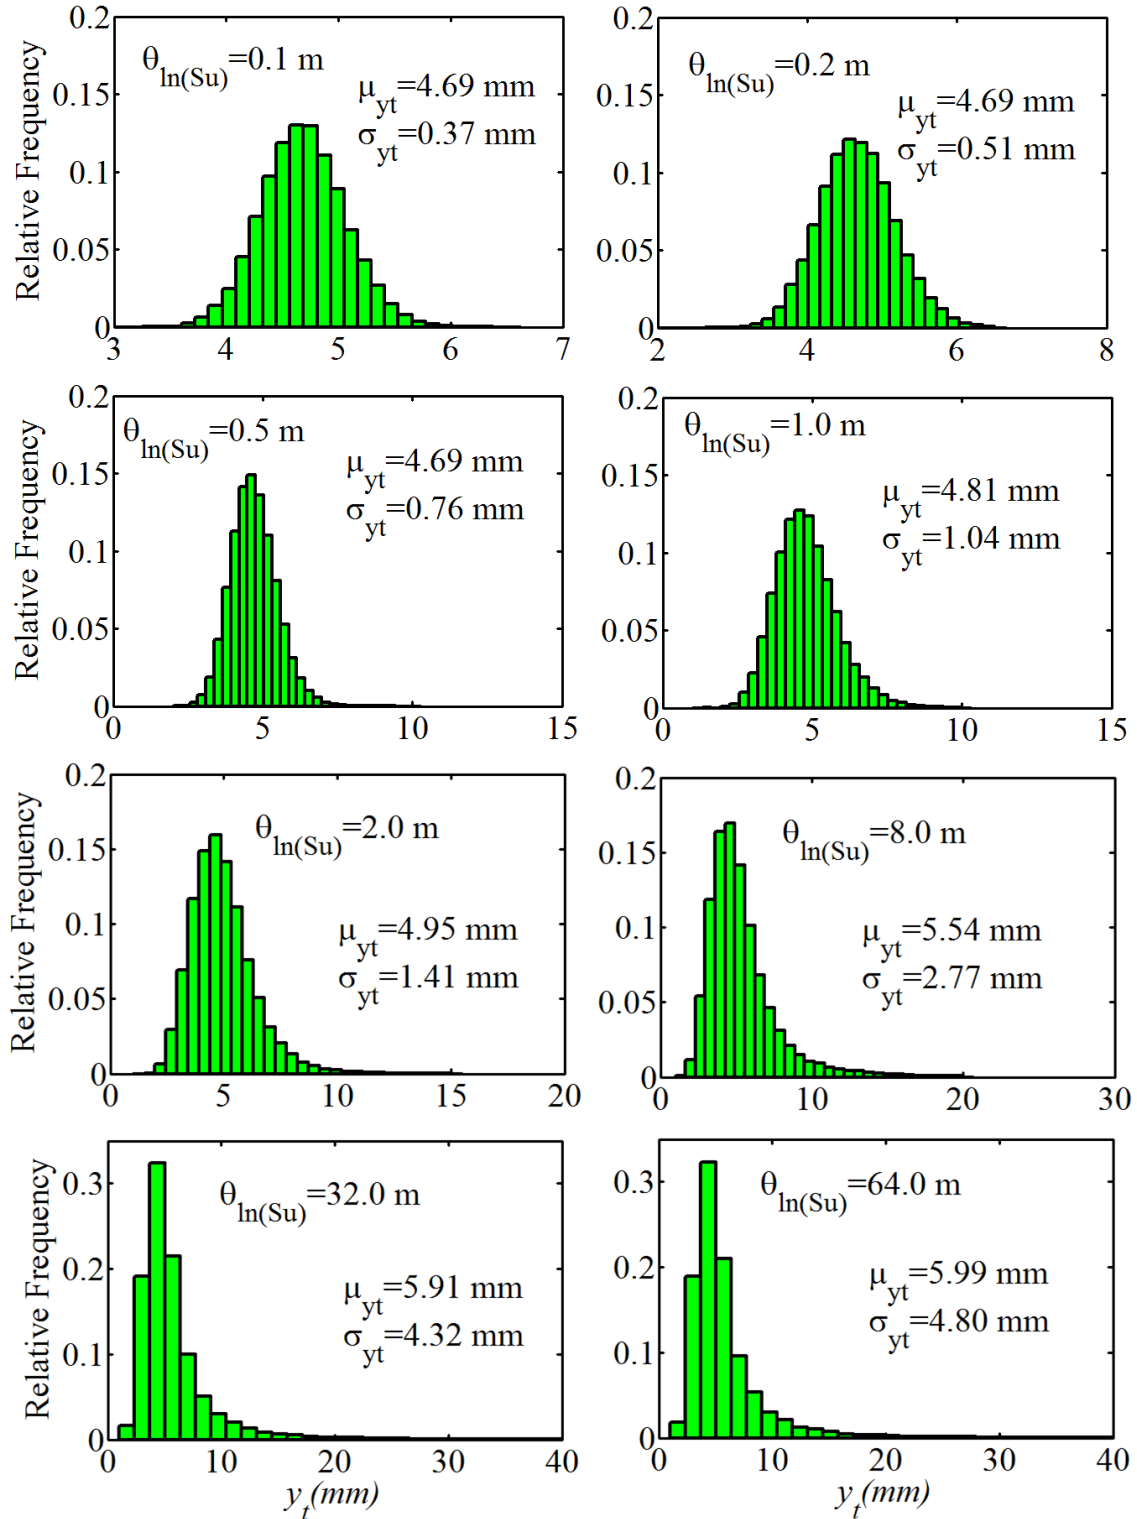 0.2
0.15
0.1
0.05
0
Relative Frequency
θln(Su)=0.1 m
μyt=4.69 mm
σyt=0.37 mm
3 4 5 6 7
0.2
0.15
0.1
0.05
0
θln(Su)=0.2 m
μyt=4.69 mm
σyt=0.51 mm
2 4 6 8
0.2
0.15
0.1
0.05
0
Relative Frequency
θln(Su)=0.5 m
μyt=4.69 mm
σyt=0.76 mm
0 5 10 15
0.2
0.15
0.1
0.05
0
θln(Su)=1.0 m
μyt=4.81 mm
σyt=1.04 mm
0 5 10 15
0.2
0.15
0.1
0.05
0
Relative Frequency
θln(Su)=2.0 m
μyt=4.95 mm
σyt=1.41 mm
0 5 10 15 20
0.2
0.15
0.1
0.05
0
θln(Su)=8.0 m
μyt=5.54 mm
σyt=2.77 mm
0 10 20 30
0.3
0.2
0.1
0
Relative Frequency
θln(Su)=32.0 m
μyt=5.91 mm
σyt=4.32 mm
0 10 20 30 40
yt(mm)
0.3
0.2
0.1
0
θln(Su)=64.0 m
μyt=5.99 mm
σyt=4.80 mm
0 10 20 30 40
yt(mm)